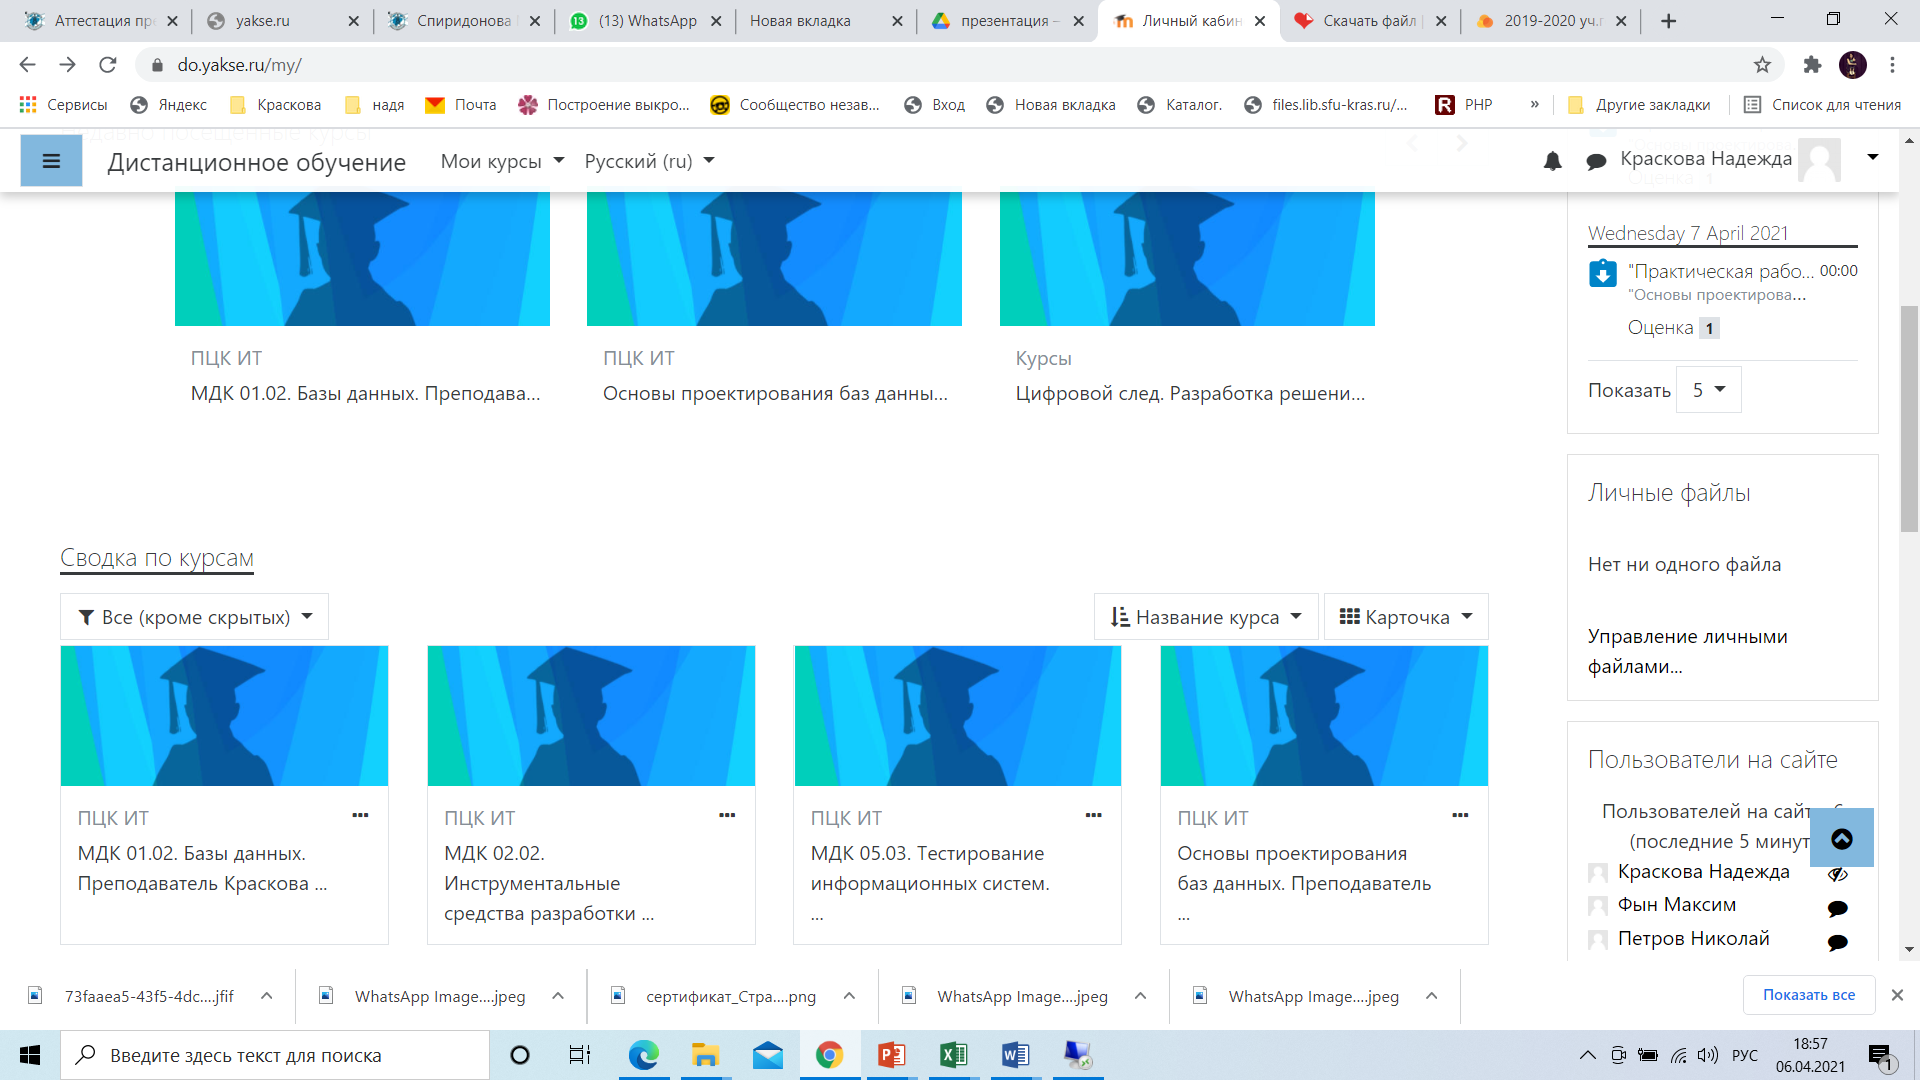 Аттестация пре
yakse.ru
Спиридонова
(13) WhatsApp
Новая вкладка
презентация –
Личный кабин
Скачать файл
2019-2020 уч.г
do.yakse.ru/my/
Сервисы
Яндекс
Краскова
надя
Почта
Построение выкро...
Сообщество незав...
Вход
Новая вкладка
Каталог.
files.lib.sfu-kras.ru/...
R PHP
»
Другие закладки
Список для чтения
Недавно посещенные курсы
Дистанционное обучение
Мои курсы
Русский (ru)
Краскова Надежда
Оценка 1
Wednesday 7 April 2021
"Практическая рабо... 00:00
"Основы проектирова...
Оценка 1
Показать 5
ПЦК ИТ
МДК 01.02. Базы данных. Преподава...
ПЦК ИТ
Основы проектирования баз данны...
Курсы
Цифровой след. Разработка решени...
Личные файлы
Нет ни одного файла
Управление личными
файлами...
Сводка по курсам
Все (кроме скрытых)
Название курса
Карточка
ПЦК ИТ
МДК 01.02. Базы данных.
Преподаватель Краскова ...
ПЦК ИТ
МДК 02.02.
Инструментальные
средства разработки ...
ПЦК ИТ
МДК 05.03. Тестирование
информационных систем.
...
ПЦК ИТ
Основы проектирования
баз данных. Преподаватель
...
Пользователи на сайте
Пользователей на сайт
(последние 5 минут
Краскова Надежда
Фын Максим
Петров Николай
73faaea5-43f5-4dc....jfif
WhatsApp Image....jpeg
сертификат_Стра....png
WhatsApp Image....jpeg
WhatsApp Image....jpeg
Показать все
Введите здесь текст для поиска
РУС
18:57
06.04.2021
1